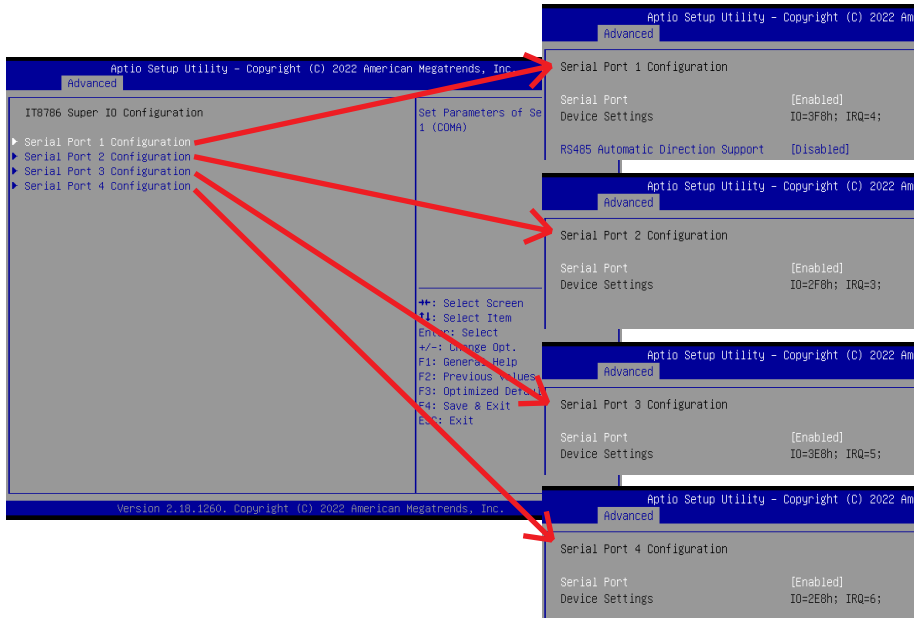 Aptio Setup Utility – Copyright (C) 2022 American Megatrends, Inc.
Advanced
IT8786 Super IO Configuration
Serial Port 1 Configuration
Serial Port 2 Configuration
Serial Port 3 Configuration
Serial Port 4 Configuration
Set Parameters of Se
1 (COMA)
→←: Select Screen
↑↓: Select Item
Enter: Select
+/-: Change Opt.
F1: General Help
F2: Previous Values
F3: Optimized Defau
F4: Save & Exit
ESC: Exit
Version 2.18.1260. Copyright (C) 2022 American Megatrends, Inc.
Aptio Setup Utility – Copyright (C) 2022 Am
Advanced
Serial Port 1 Configuration
Serial Port [Enabled]
Device Settings IO=3F8h; IRQ=4;
RS485 Automatic Direction Support [Disabled]
Aptio Setup Utility – Copyright (C) 2022 Am
Advanced
Serial Port 2 Configuration
Serial Port [Enabled]
Device Settings IO=2F8h; IRQ=3;
Aptio Setup Utility – Copyright (C) 2022 Am
Advanced
Serial Port 3 Configuration
Serial Port [Enabled]
Device Settings IO=3E8h; IRQ=5;
Aptio Setup Utility – Copyright (C) 2022 Am
Advanced
Serial Port 4 Configuration
Serial Port [Enabled]
Device Settings IO=2E8h; IRQ=6;